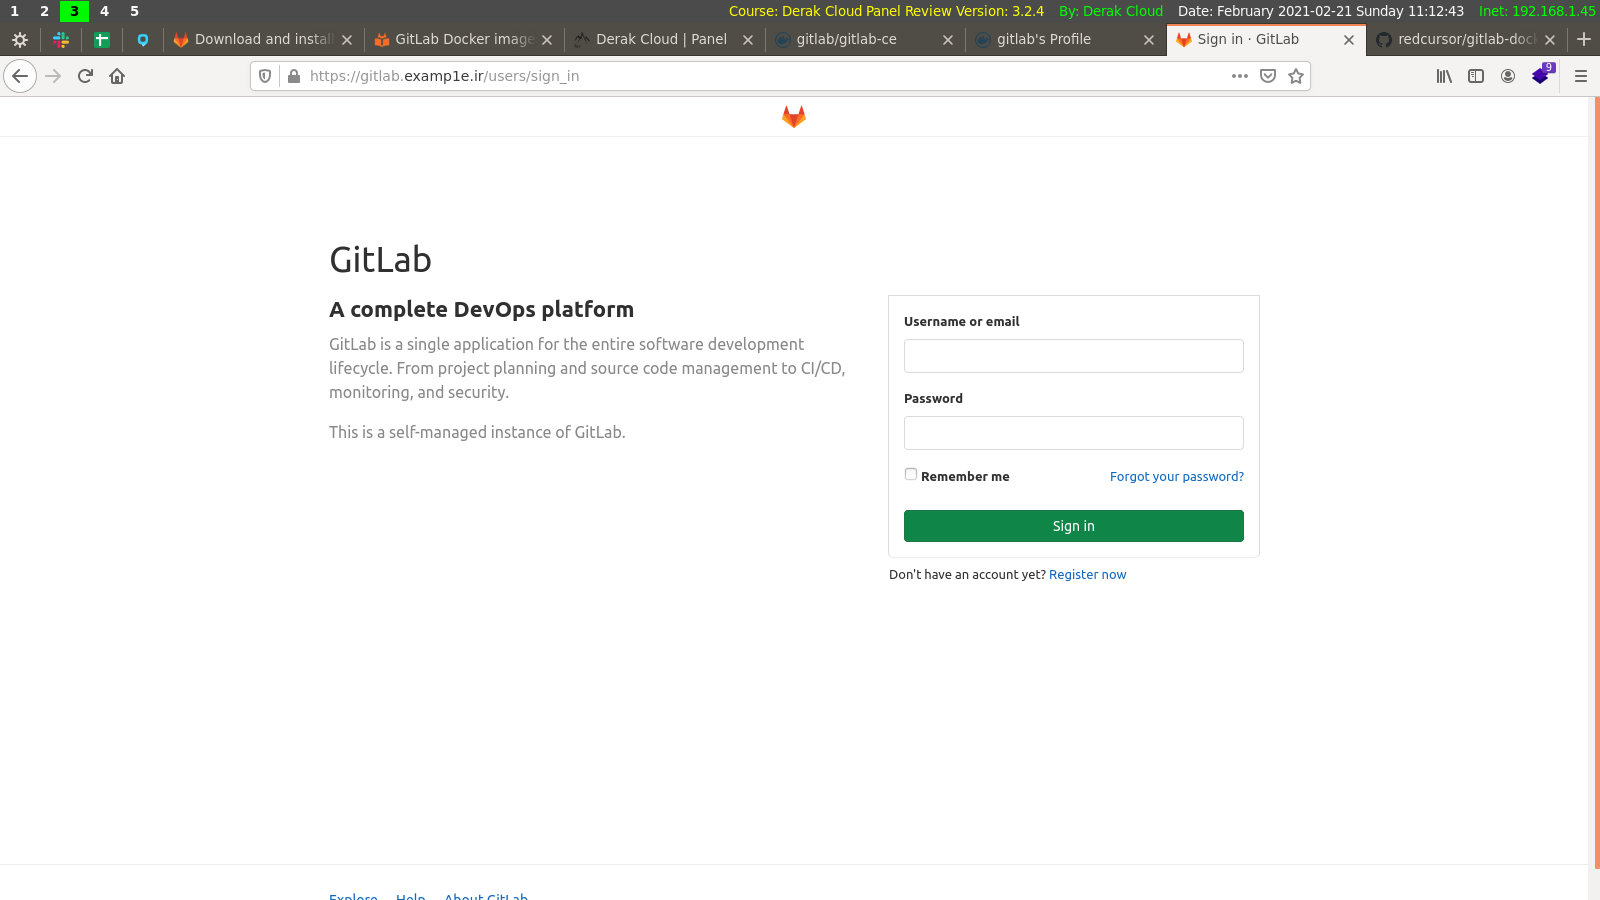 1 2 3 4 5 Course: Derak Cloud Panel Review Version: 3.2.4 By: Derak Cloud Date: February 2021-02-21 Sunday 11:12:43 Inet: 192.168.1.45
Download and install GitLab Docker image Derak Cloud | Panel gitlab/gitlab-ce gitlab's Profile Sign in · GitLab redcursor/gitlab-doc
https://gitlab.examp1e.ir/users/sign_in 9
GitLab
A complete DevOps platform
GitLab is a single application for the entire software development
lifecycle. From project planning and source code management to CI/CD,
monitoring, and security.
This is a self-managed instance of GitLab.
Username or email
Password
Remember me Forgot your password?
Sign in
Don't have an account yet? Register now
Explore Help About GitLab